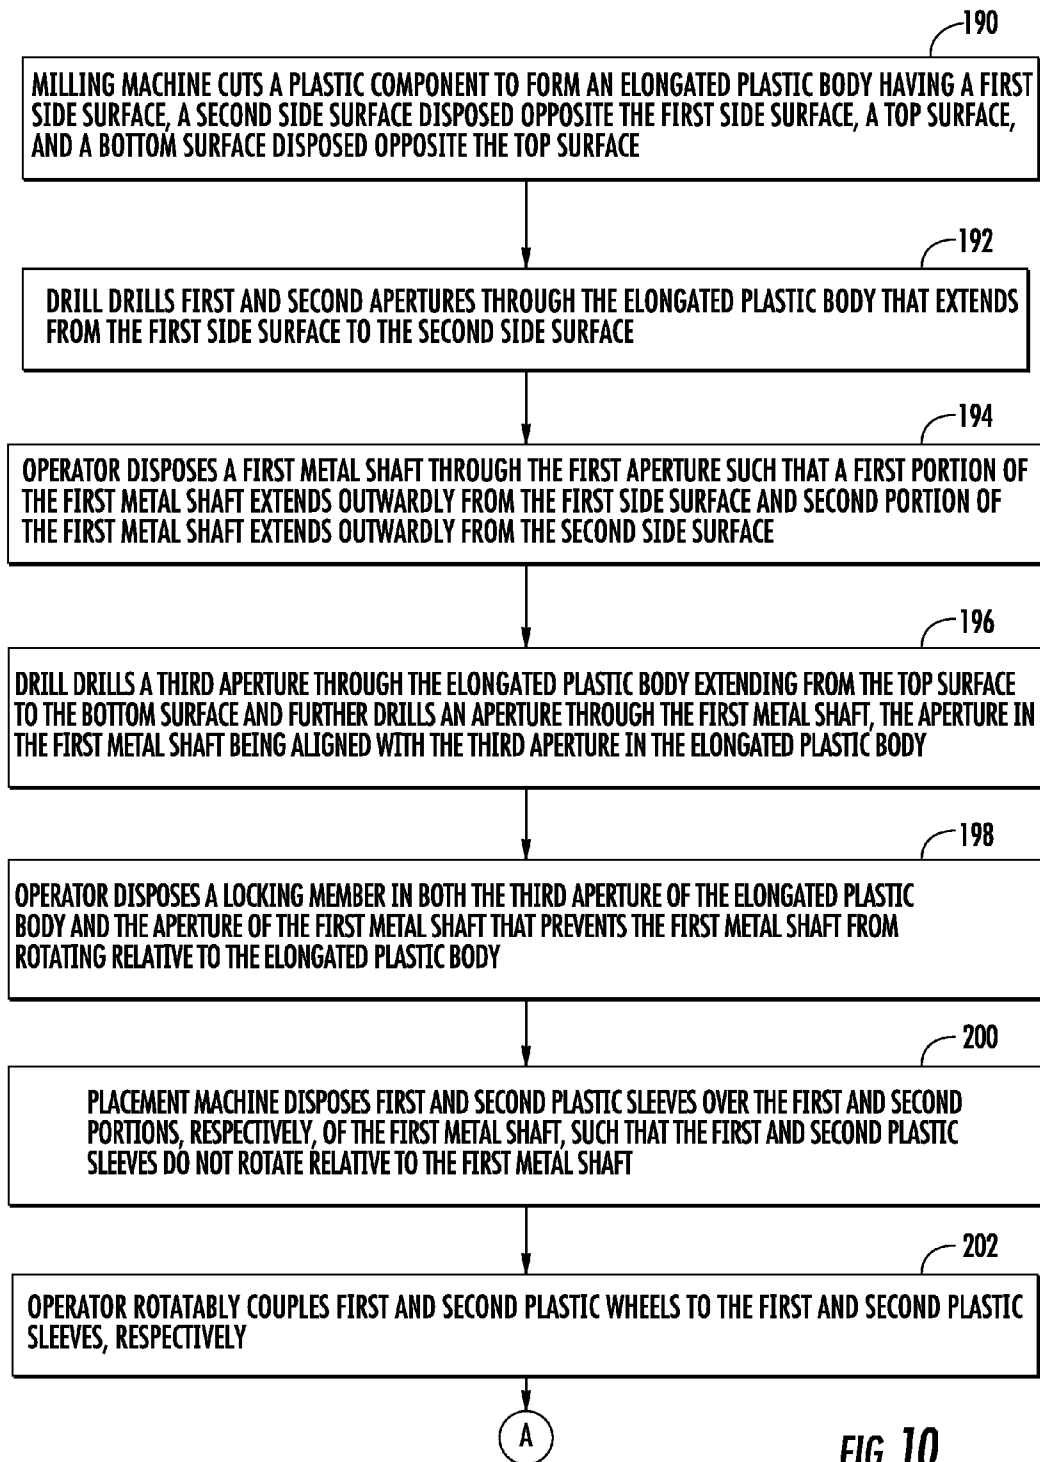 190
MILLING MACHINE CUTS A PLASTIC COMPONENT TO FORM AN ELONGATED PLASTIC BODY HAVING A FIRST
SIDE SURFACE, A SECOND SIDE SURFACE DISPOSED OPPOSITE THE FIRST SIDE SURFACE, A TOP SURFACE,
AND A BOTTOM SURFACE DISPOSED OPPOSITE THE TOP SURFACE
192
DRILL DRILLS FIRST AND SECOND APERTURES THROUGH THE ELONGATED PLASTIC BODY THAT EXTENDS
FROM THE FIRST SIDE SURFACE TO THE SECOND SIDE SURFACE
194
OPERATOR DISPOSES A FIRST METAL SHAFT THROUGH THE FIRST APERTURE SUCH THAT A FIRST PORTION OF
THE FIRST METAL SHAFT EXTENDS OUTWARDLY FROM THE FIRST SIDE SURFACE AND SECOND PORTION OF
THE FIRST METAL SHAFT EXTENDS OUTWARDLY FROM THE SECOND SIDE SURFACE
196
DRILL DRILLS A THIRD APERTURE THROUGH THE ELONGATED PLASTIC BODY EXTENDING FROM THE TOP SURFACE
TO THE BOTTOM SURFACE AND FURTHER DRILLS AN APERTURE THROUGH THE FIRST METAL SHAFT, THE APERTURE IN
THE FIRST METAL SHAFT BEING ALIGNED WITH THE THIRD APERTURE IN THE ELONGATED PLASTIC BODY
198
OPERATOR DISPOSES A LOCKING MEMBER IN BOTH THE THIRD APERTURE OF THE ELONGATED PLASTIC
BODY AND THE APERTURE OF THE FIRST METAL SHAFT THAT PREVENTS THE FIRST METAL SHAFT FROM
ROTATING RELATIVE TO THE ELONGATED PLASTIC BODY
200
PLACEMENT MACHINE DISPOSES FIRST AND SECOND PLASTIC SLEEVES OVER THE FIRST AND SECOND
PORTIONS, RESPECTIVELY, OF THE FIRST METAL SHAFT, SUCH THAT THE FIRST AND SECOND PLASTIC
SLEEVES DO NOT ROTATE RELATIVE TO THE FIRST METAL SHAFT
202
OPERATOR ROTATABLY COUPLES FIRST AND SECOND PLASTIC WHEELS TO THE FIRST AND SECOND PLASTIC
SLEEVES, RESPECTIVELY
A
FIG. 10